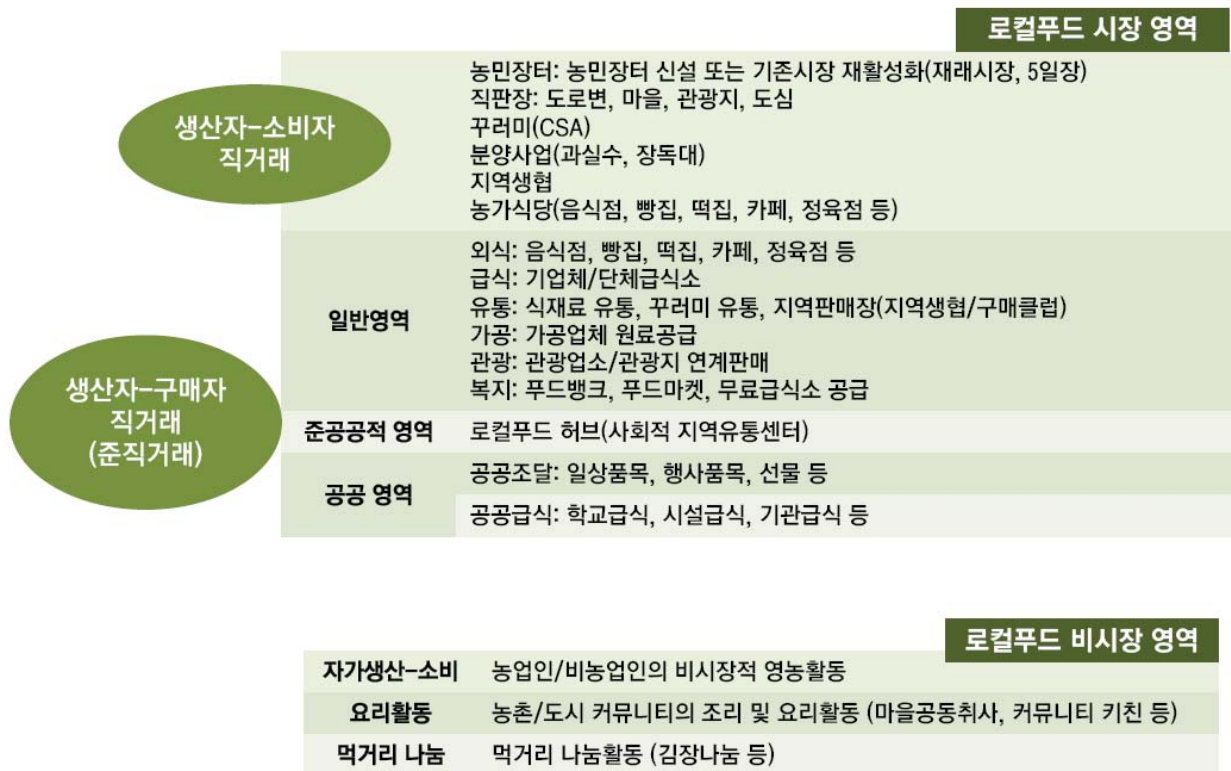 로컬푸드 시장 영역
생산자-소비자
직거래
농민장터: 농민장터 신설 또는 기존시장 재활성화(재래시장, 5일장)
직판장: 도로변, 마을, 관광지, 도심
꾸러미(CSA)
분양사업(과실수, 장독대)
지역생협
농가식당(음식점, 빵집, 떡집, 카페, 정육점 등)
생산자-구매자
직거래
(준직거래)
일반영역
외식: 음식점, 빵집, 떡집, 카페, 정육점 등
급식: 기업체/단체급식소
유통: 식재료 유통, 꾸러미 유통, 지역판매장(지역생협/구매클럽)
가공: 가공업체 원료공급
관광: 관광업소/관광지 연계판매
복지: 푸드뱅크, 푸드마켓, 무료급식소 공급
준공공적 영역 로컬푸드 허브(사회적 지역유통센터)
공공 영역
공공조달: 일상품목, 행사품목, 선물 등
공공급식: 학교급식, 시설급식, 기관급식 등
로컬푸드 비시장 영역
자가생산-소비 농업인/비농업인의 비시장적 영농활동
요리활동 농촌/도시 커뮤니티의 조리 및 요리활동 (마을공동취사, 커뮤니티 키친 등)
먹거리 나눔 먹거리 나눔활동 (김장나눔 등)